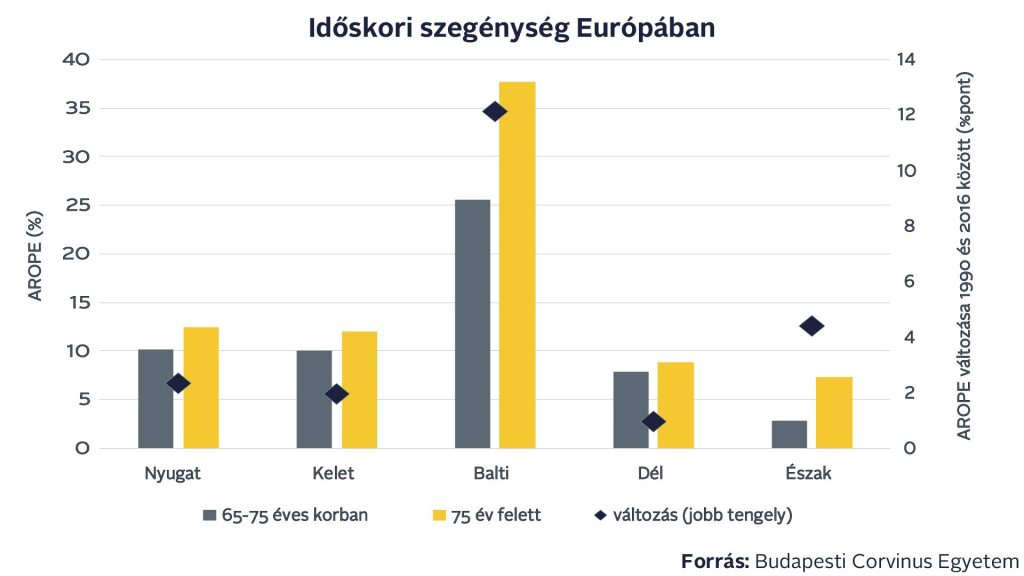 Időskori szegénység Európában
AROPE (%)
40
35
30
25
20
15
10
5
0
14
12
10
8
6
4
2
0
AROPE változása 1990 és 2016 között (%pont)
Nyugat Kelet Balti Dél Észak
65-75 éves korban 75 év felett változás (jobb tengely)
Forrás: Budapesti Corvinus Egyetem